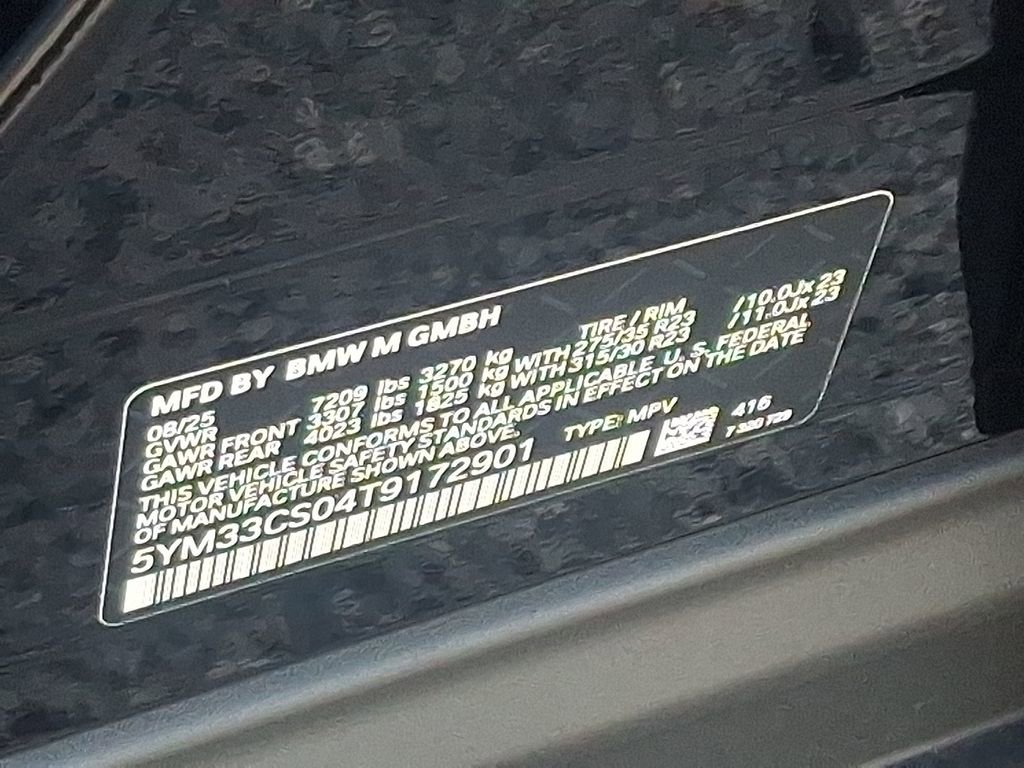 MFD BY BMW M GMBH
08/25 TIRE / RIM
GVWR 7209 lbs 3270 kg
GAWR FRONT 3307 lbs 1500 kg WITH 275/35 R23 /10.0Jx23
GAWR REAR 4023 lbs 1825 kg WITH 315/30 R23 /11.0Jx23
THIS VEHICLE CONFORMS TO ALL APPLICABLE U. S. FEDERAL
MOTOR VEHICLE SAFETY STANDARDS IN EFFECT ON THE DATE
OF MANUFACTURE SHOWN ABOVE.
5YM33CS04T9172901 TYPE: MPV
416